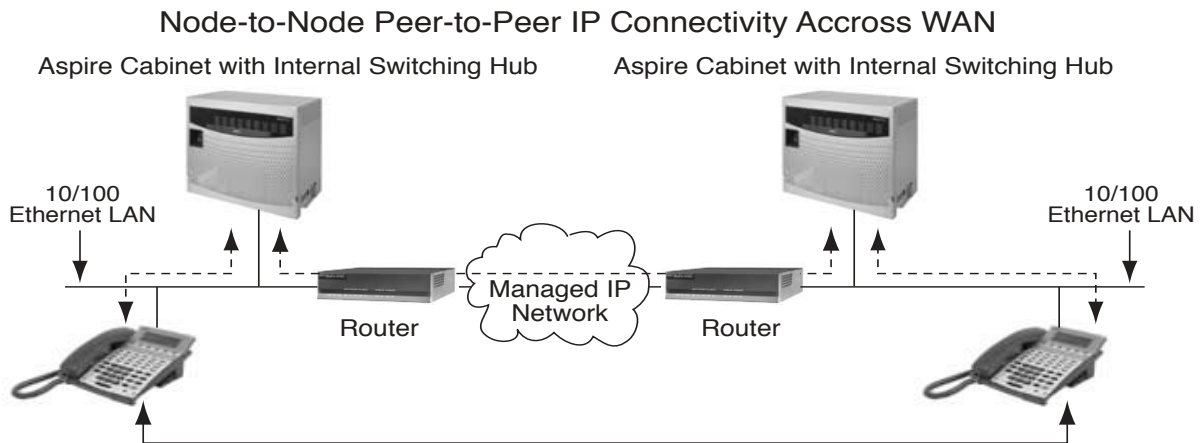 Node-to-Node Peer-to-Peer IP Connectivity Accross WAN
Aspire Cabinet with Internal Switching Hub
Aspire Cabinet with Internal Switching Hub
10/100
Ethernet LAN
10/100
Ethernet LAN
Managed IP
Network
Router
Router